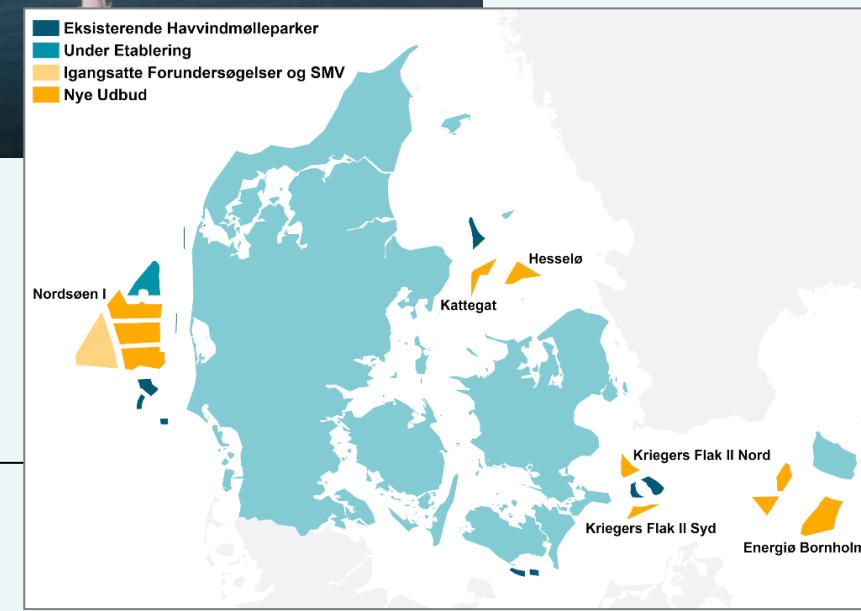 Eksisterende Havvindmølleparker
Under Etablering
Igangsatte Forundersøgelser og SMV
Nye Udbud
Hesselø
Nordsøen I
Kattegat
Kriegers Flak II Nord
Kriegers Flak II Syd
Energiø Bornholm